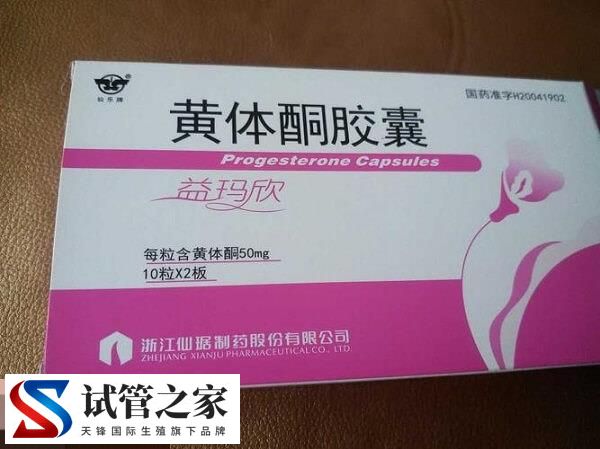 仙乐牌
国药准字H20041902
黄体酮胶囊
Progesterone Capsules
益玛欣
每粒含黄体酮50mg
10粒X2板
浙江仙琚制药股份有限公司
ZHEJIANG XIANJU PHARMACEUTICAL CO., LTD.
试管之家
天锋国际生殖旗下品牌